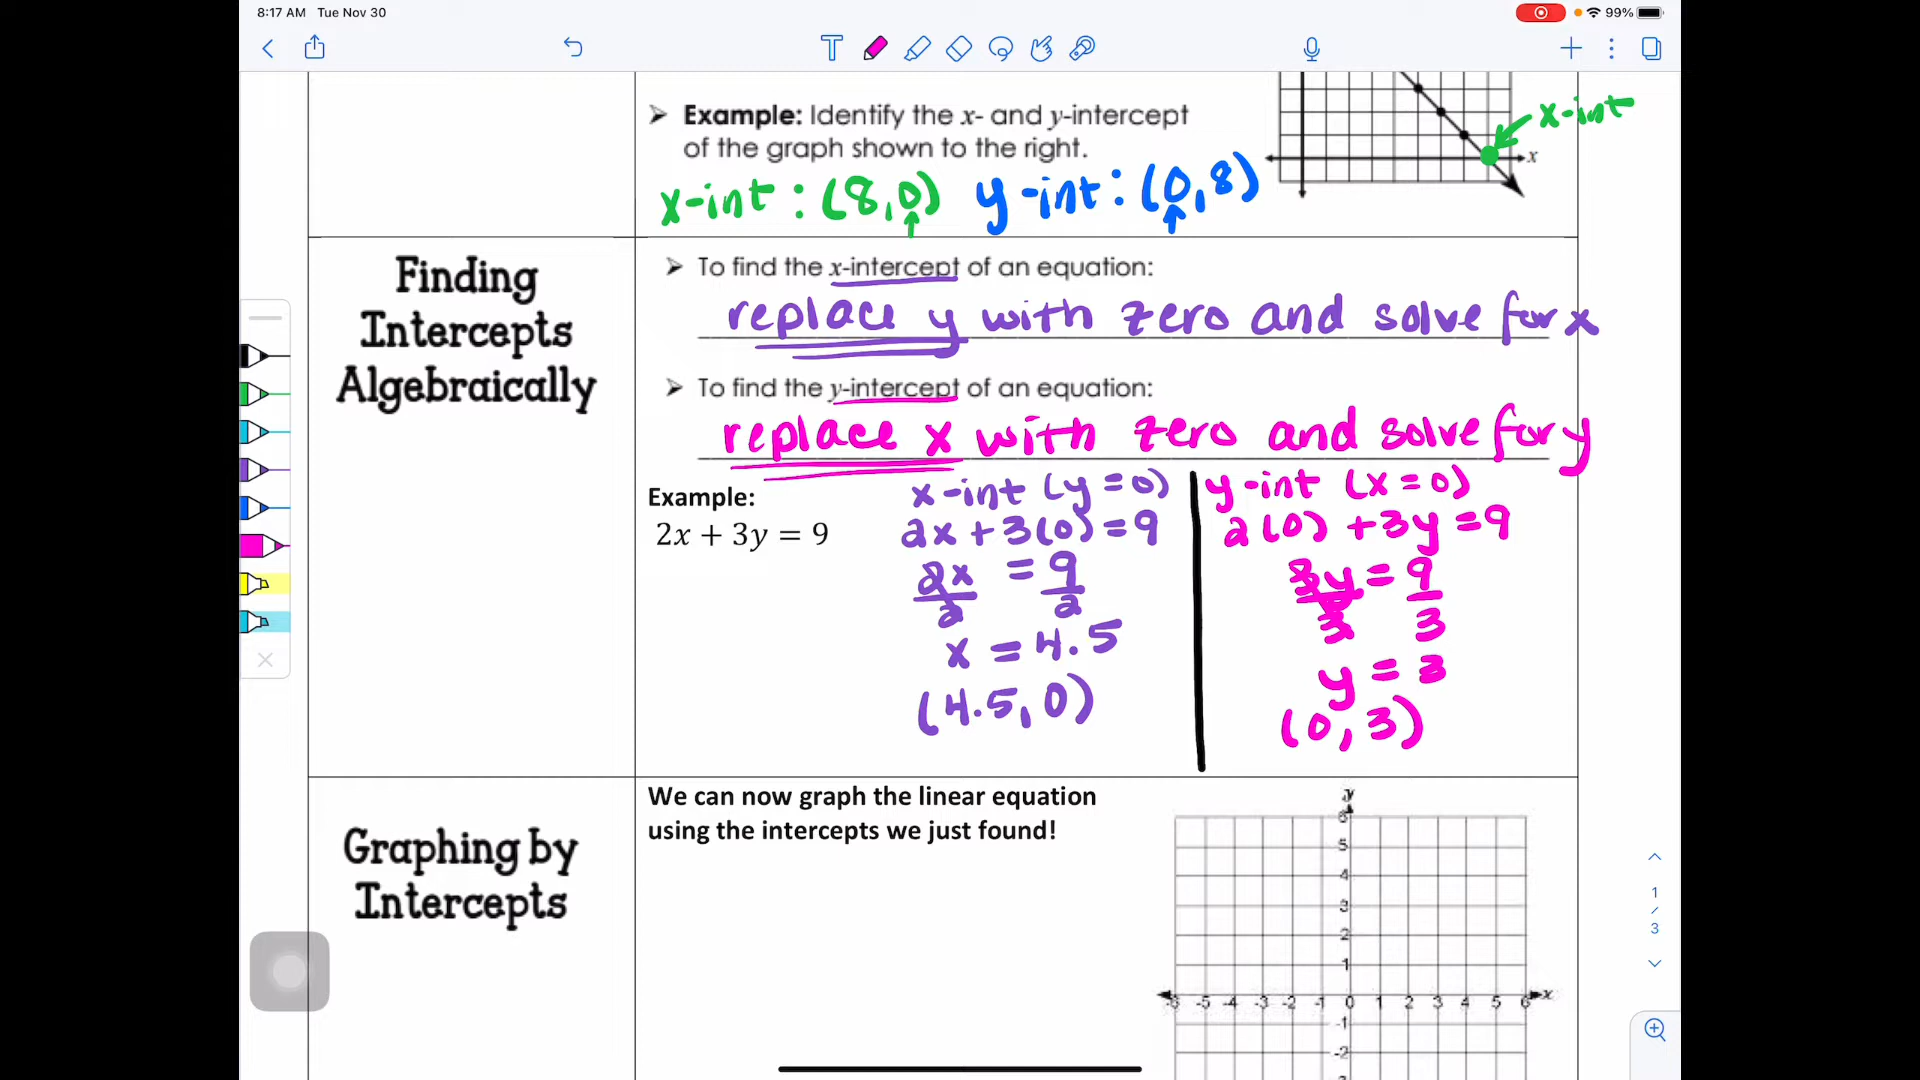 8:17 AM Tue Nov 30
99%
➤ Example: Identify the x- and y-intercept
of the graph shown to the right.
x-int
x
x-int : (8,0) y-int : (0,8)
Finding
Intercepts
Algebraically
➤ To find the x-intercept of an equation:
replace y with zero and solve for x
➤ To find the y-intercept of an equation:
replace x with zero and solve for y
Example:
2x + 3y = 9
x-int (y=0)
2x + 3(0) = 9
2x = 9
2 2
x = 4.5
(4.5, 0)
y-int (x=0)
2(0) + 3y = 9
3y = 9
3 3
y = 3
(0, 3)
Graphing by
Intercepts
We can now graph the linear equation
using the intercepts we just found!
y
6
5
4
3
2
1
-6 -5 -4 -3 -2 -1 0 1 2 3 4 5 6 x
-1
-2
1
/
3